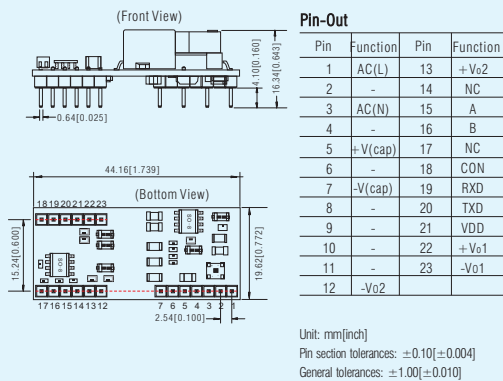 (Front View)
4.10[0.160]
16.34[0.643]
0.64[0.025]
44.16[1.739]
(Bottom View)
18 19 20 21 22 23
SO-8
SO-8
15.24[0.600]
19.62[0.772]
17 16 15 14 13 12
7 6 5 4 3 2 1
2.54[0.100]
Pin-Out
Pin Function Pin Function
1 AC(L) 13 +Vo2
2 - 14 NC
3 AC(N) 15 A
4 - 16 B
5 +V(cap) 17 NC
6 - 18 CON
7 -V(cap) 19 RXD
8 - 20 TXD
9 - 21 VDD
10 - 22 +Vo1
11 - 23 -Vo1
12 -Vo2
Unit: mm[inch]
Pin section tolerances: ±0.10[±0.004]
General tolerances: ±1.00[±0.010]